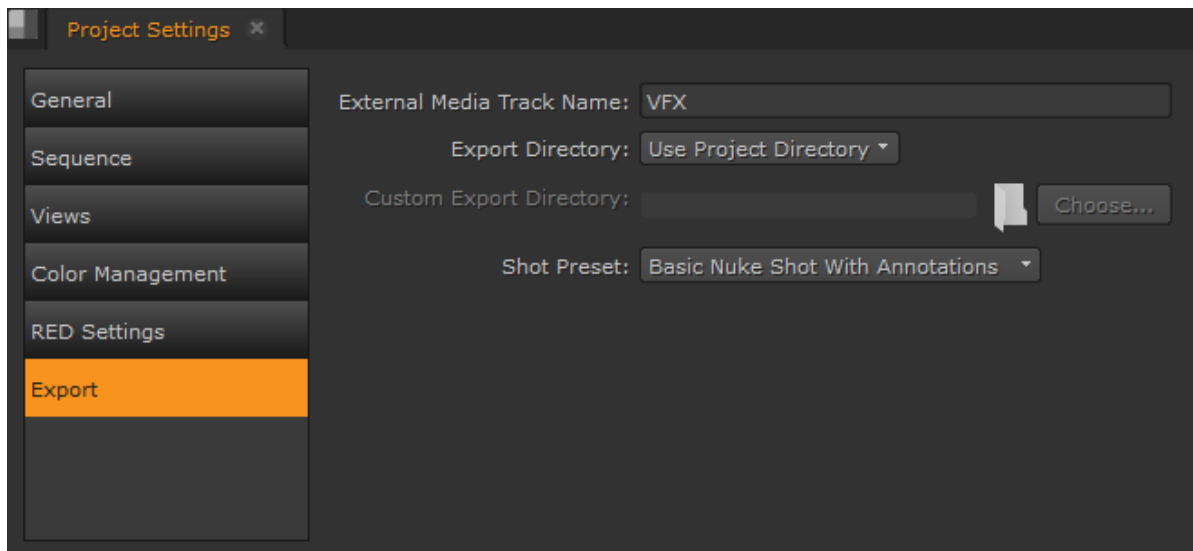 Project Settings
General
Sequence
Views
Color Management
RED Settings
Export
External Media Track Name: VFX
Export Directory: Use Project Directory
Custom Export Directory:
Choose...
Shot Preset: Basic Nuke Shot With Annotations